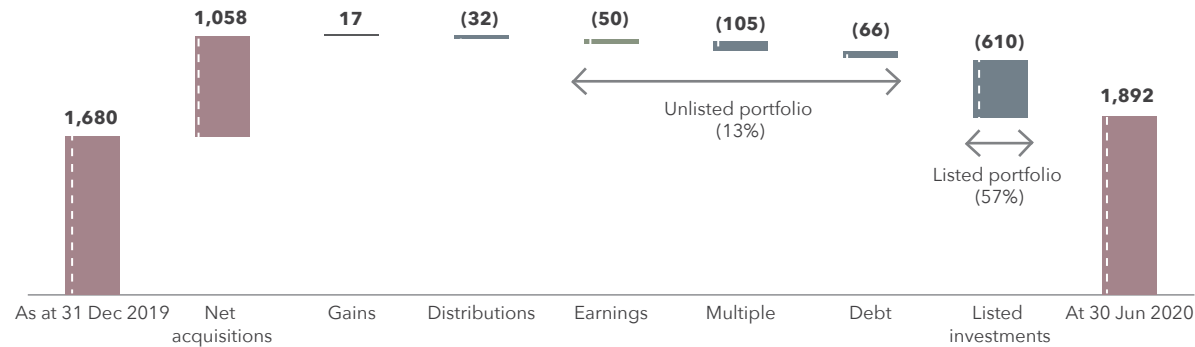 1,680
1,058
17
(32)
(50)
(105)
(66)
(610)
1,892
Unlisted portfolio
(13%)
Listed portfolio
(57%)
As at 31 Dec 2019
Net
acquisitions
Gains
Distributions
Earnings
Multiple
Debt
Listed
investments
At 30 Jun 2020